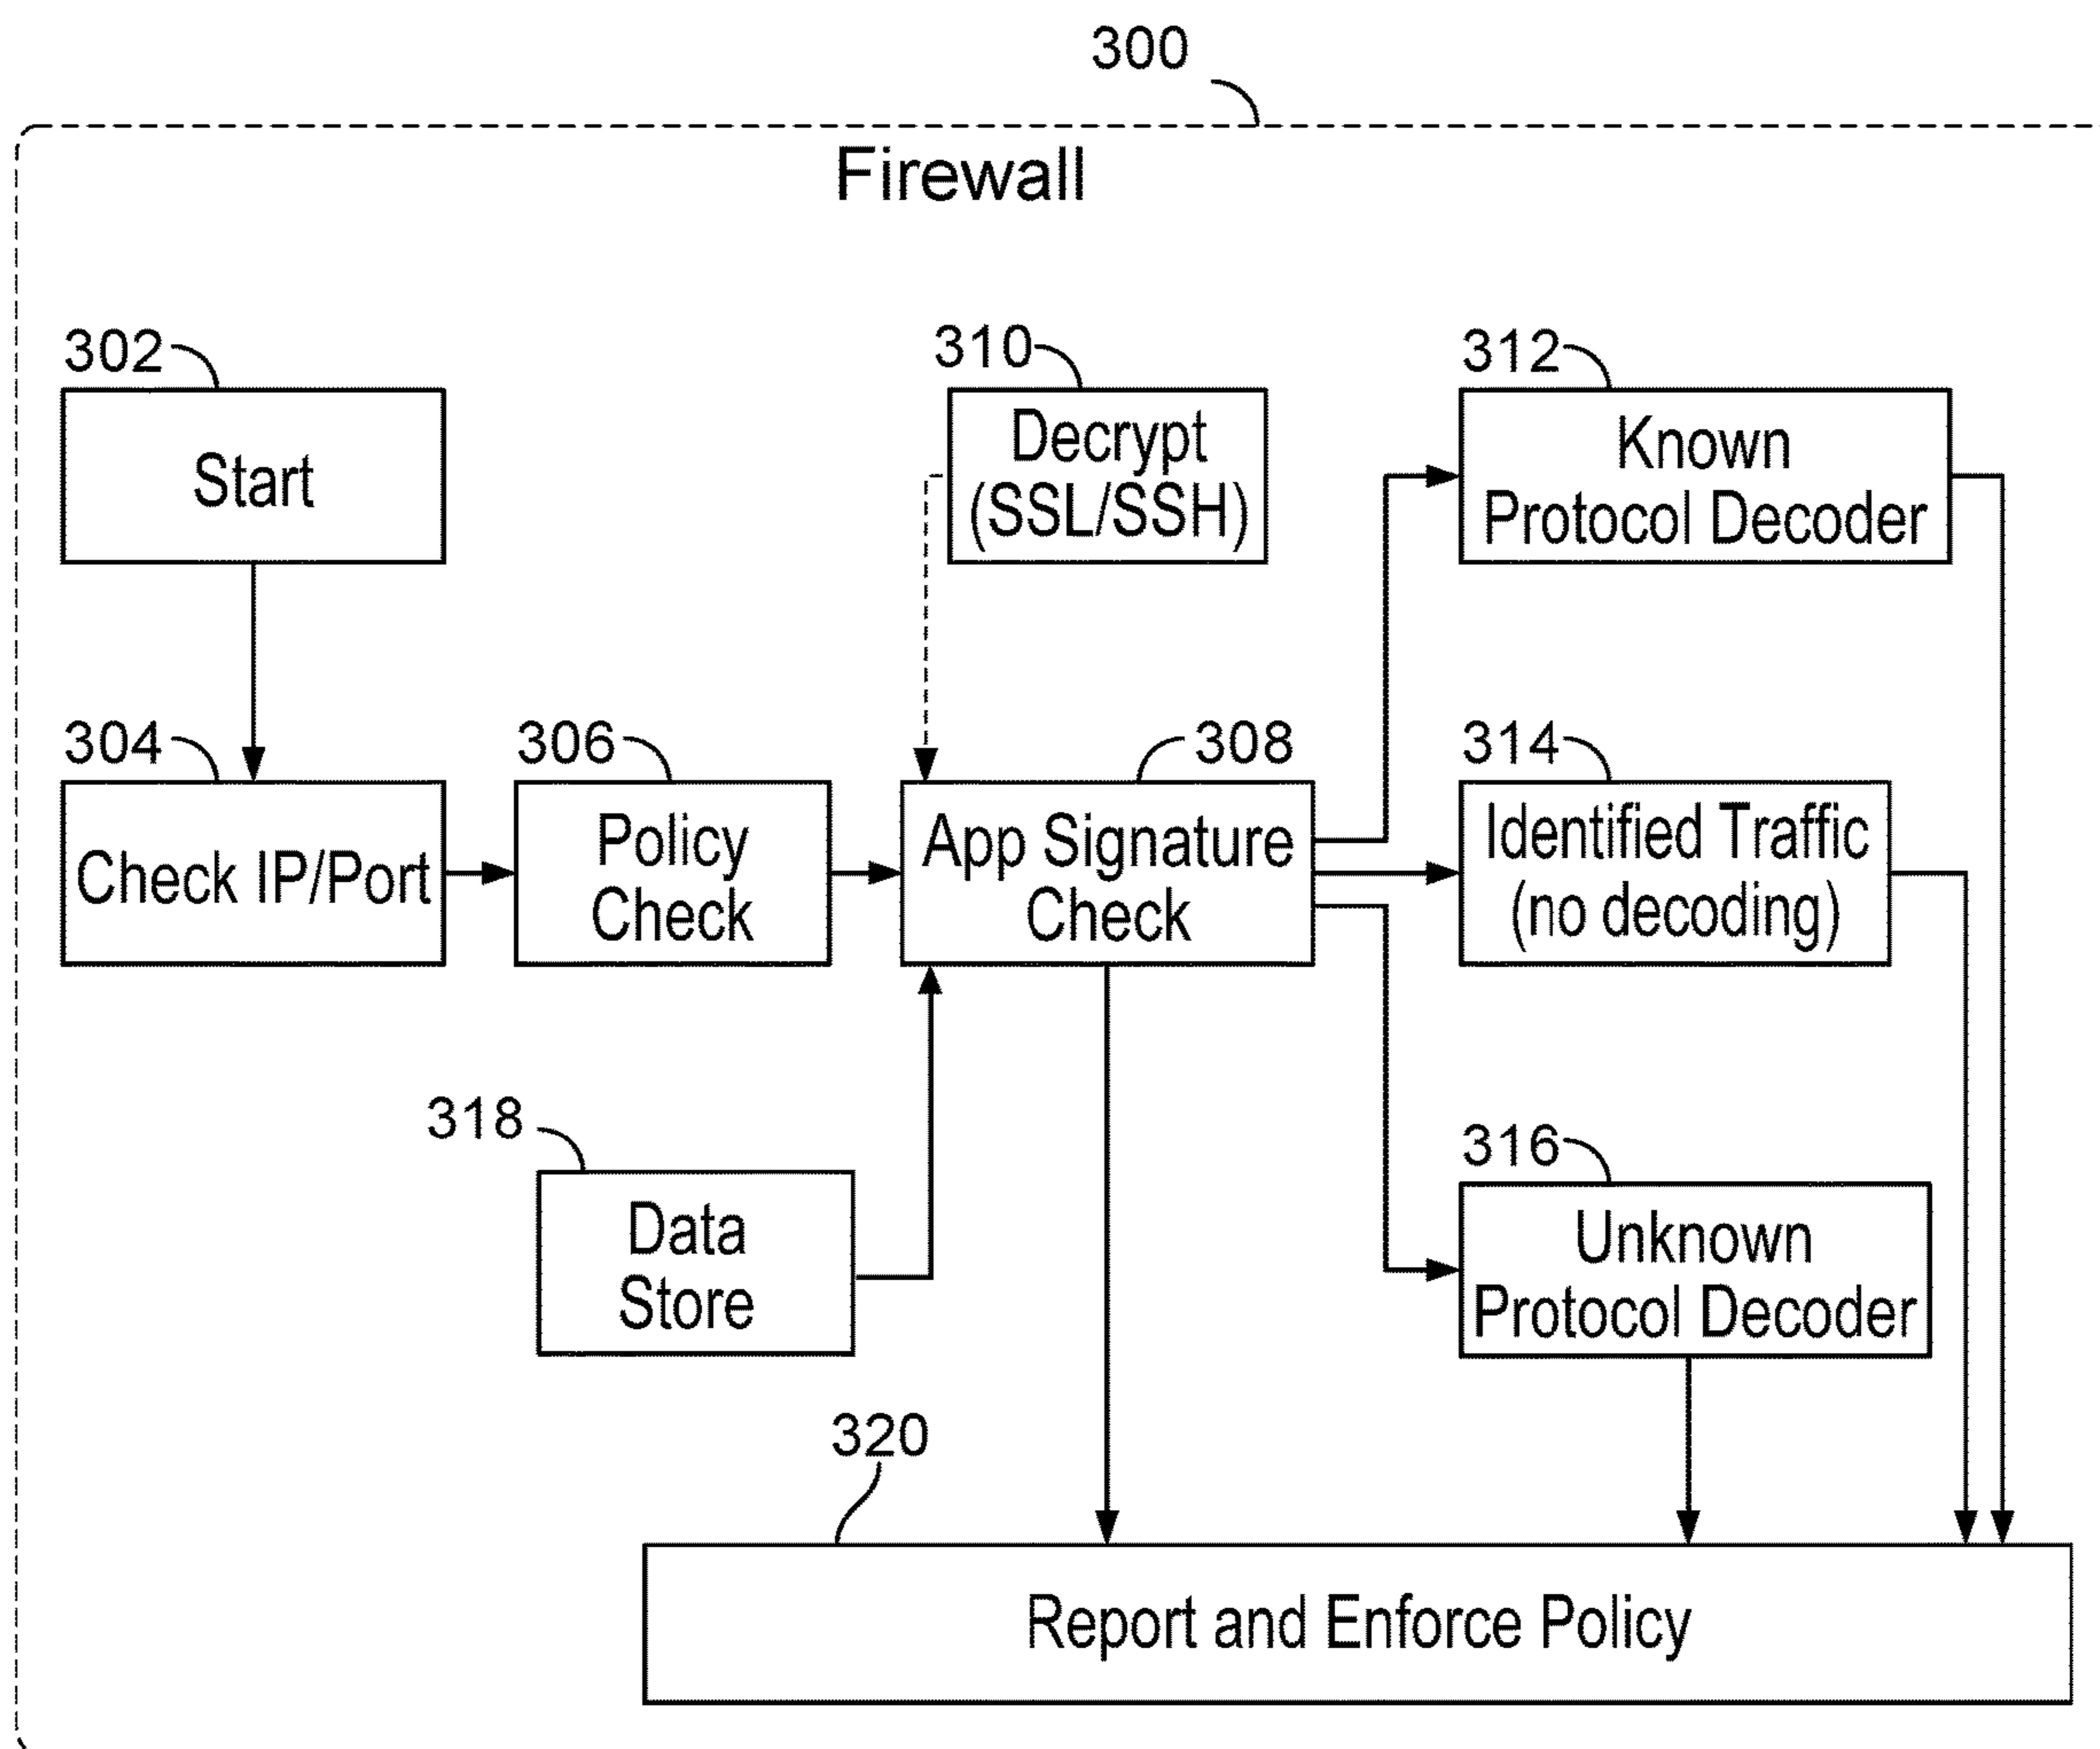 300
Firewall
302
Start
310
Decrypt
(SSL/SSH)
312
Known
Protocol Decoder
304
Check IP/Port
306
Policy
Check
308
App Signature
Check
314
Identified Traffic
(no decoding)
318
Data
Store
316
Unknown
Protocol Decoder
320
Report and Enforce Policy